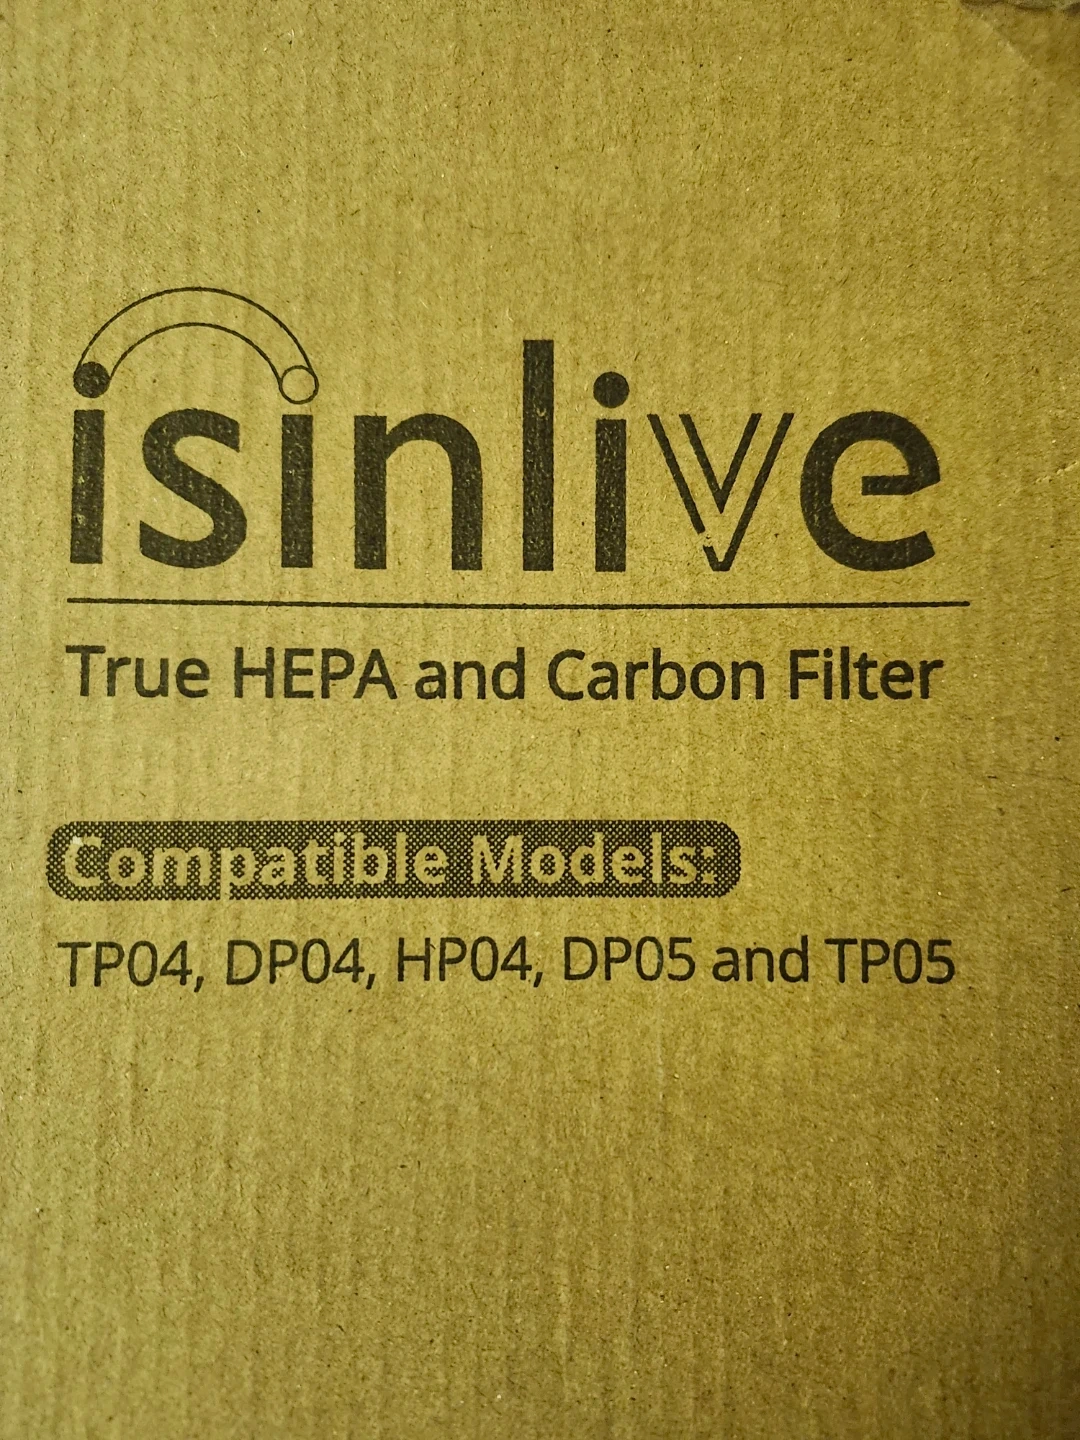 isinlive
True HEPA and Carbon Filter
Compatible Models:
TP04, DP04, HP04, DP05 and TP05